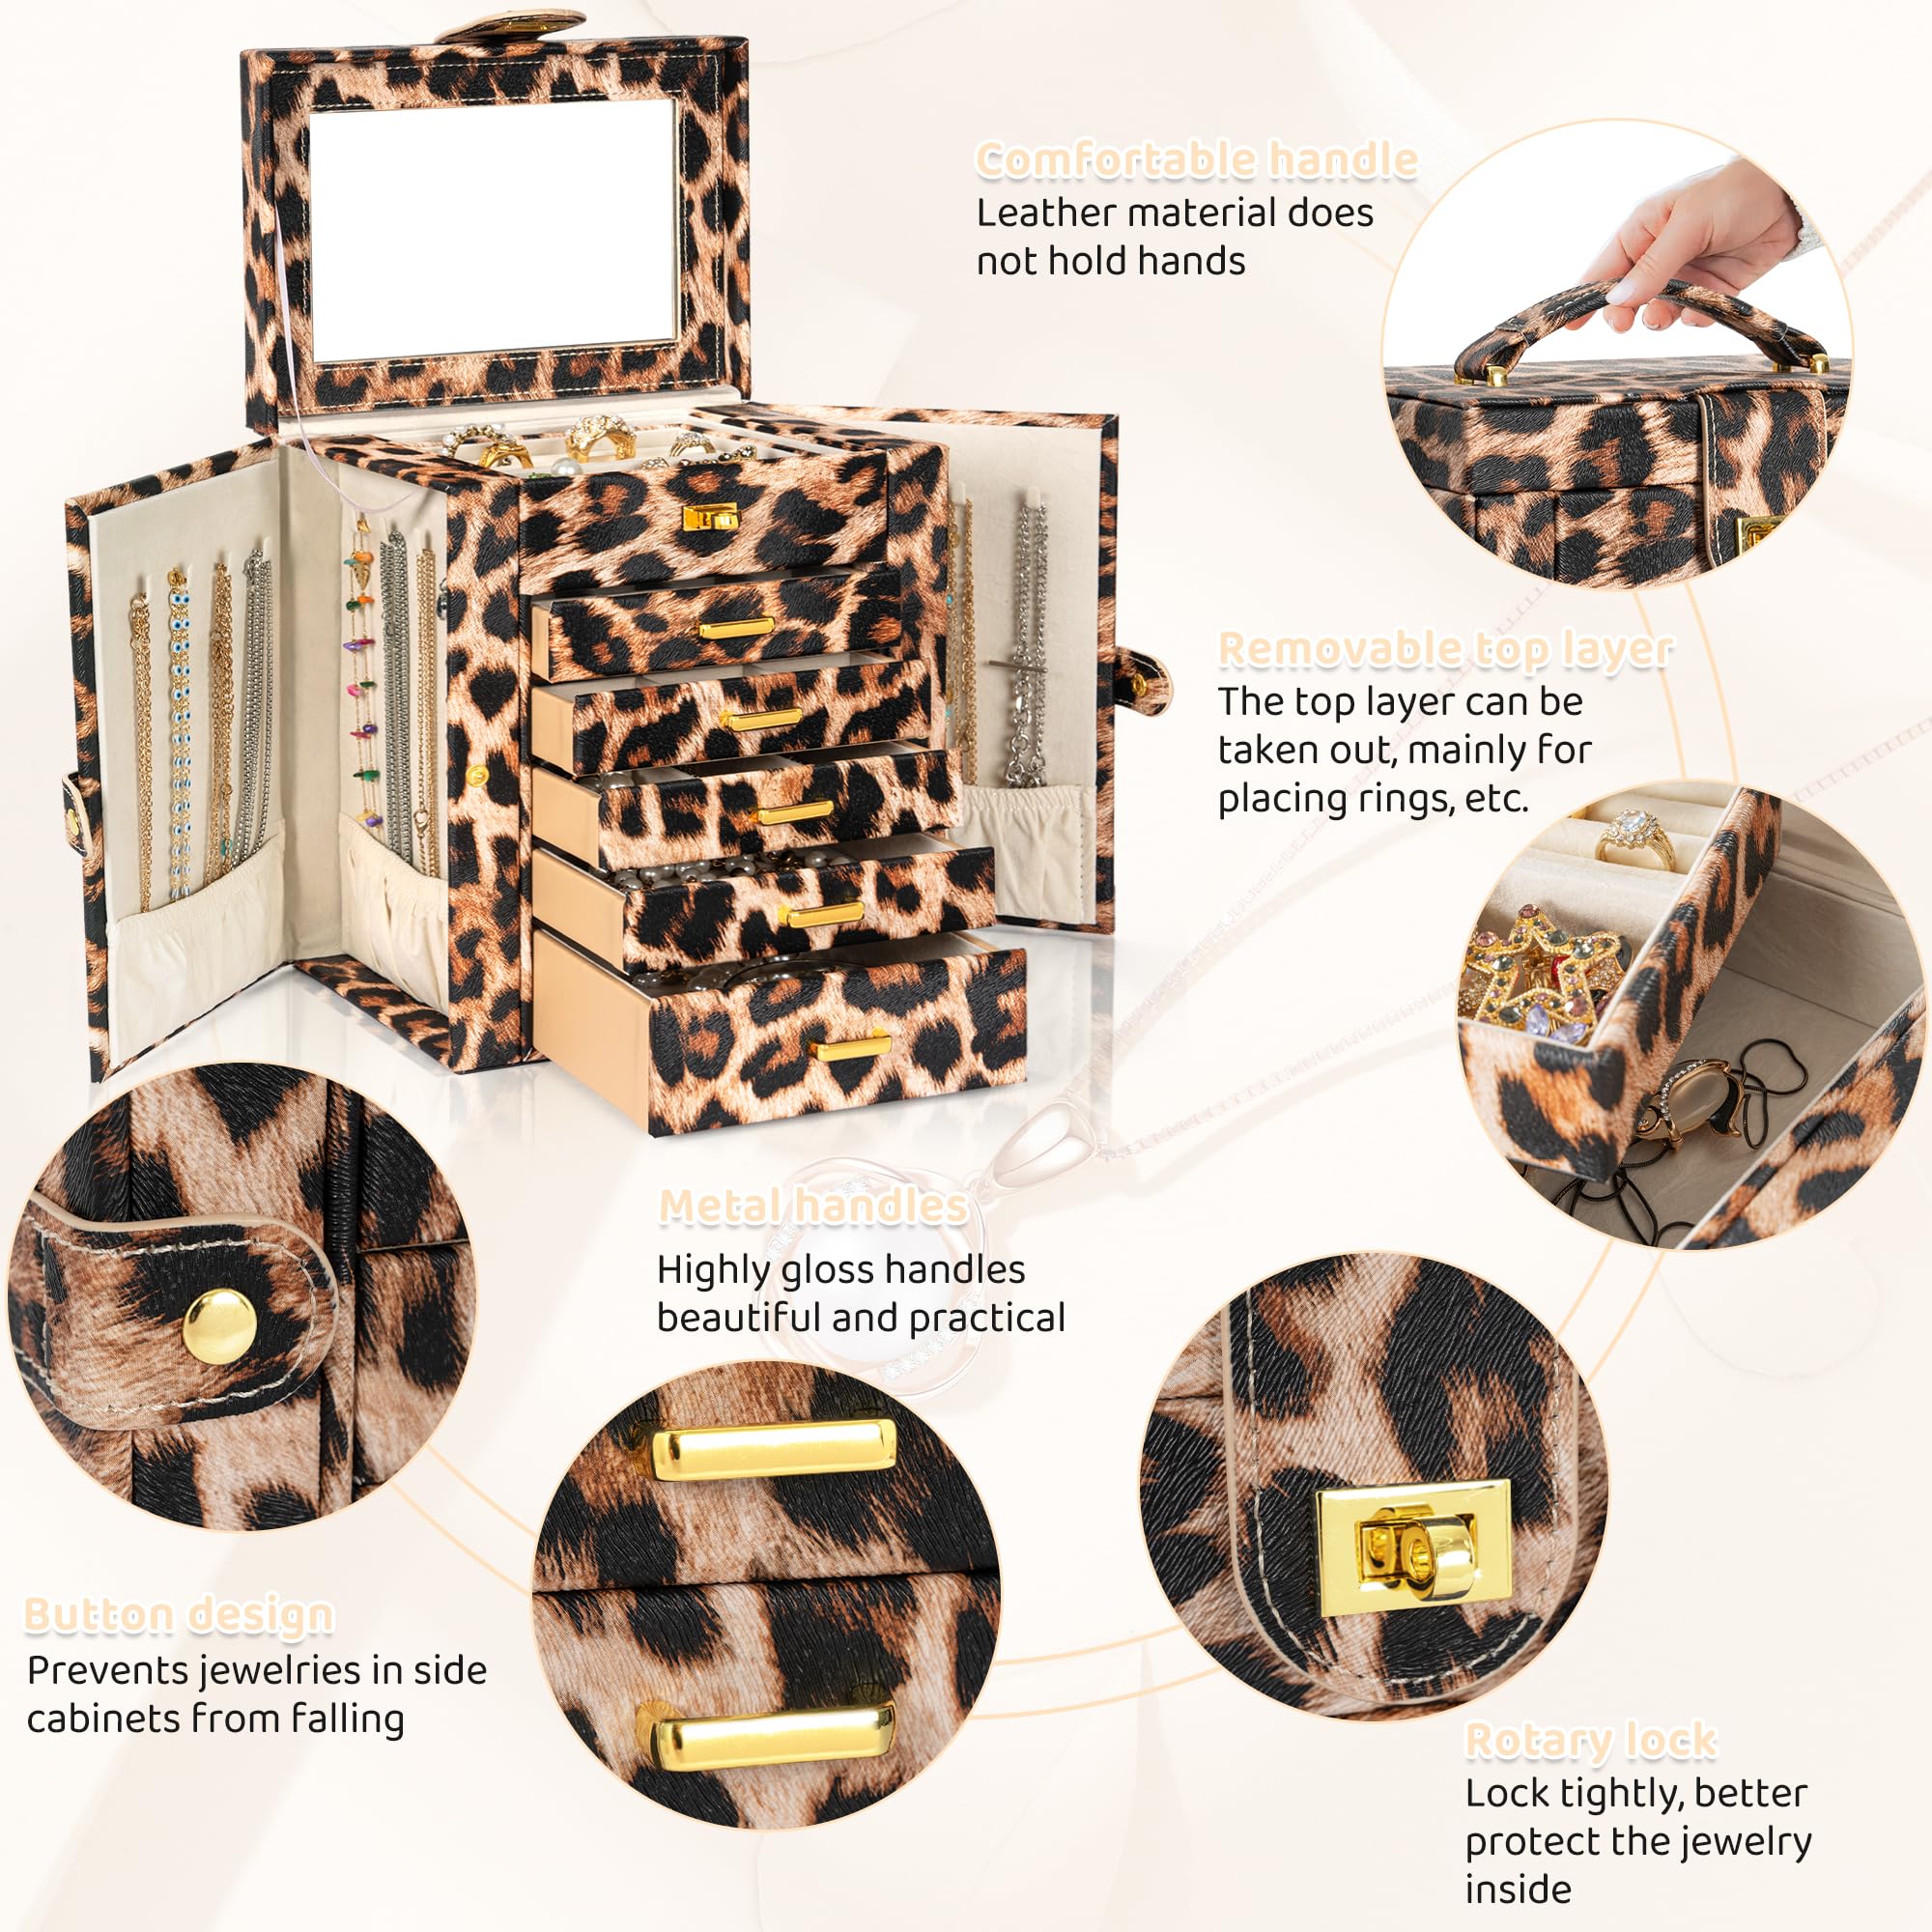 Comfortable handle
Leather material does
not hold hands
Removable top layer
The top layer can be
taken out, mainly for
placing rings, etc.
Metal handles
Highly gloss handles
beautiful and practical
Button design
Prevents jewelries in side
cabinets from falling
Rotary lock
Lock tightly, better
protect the jewelry
inside